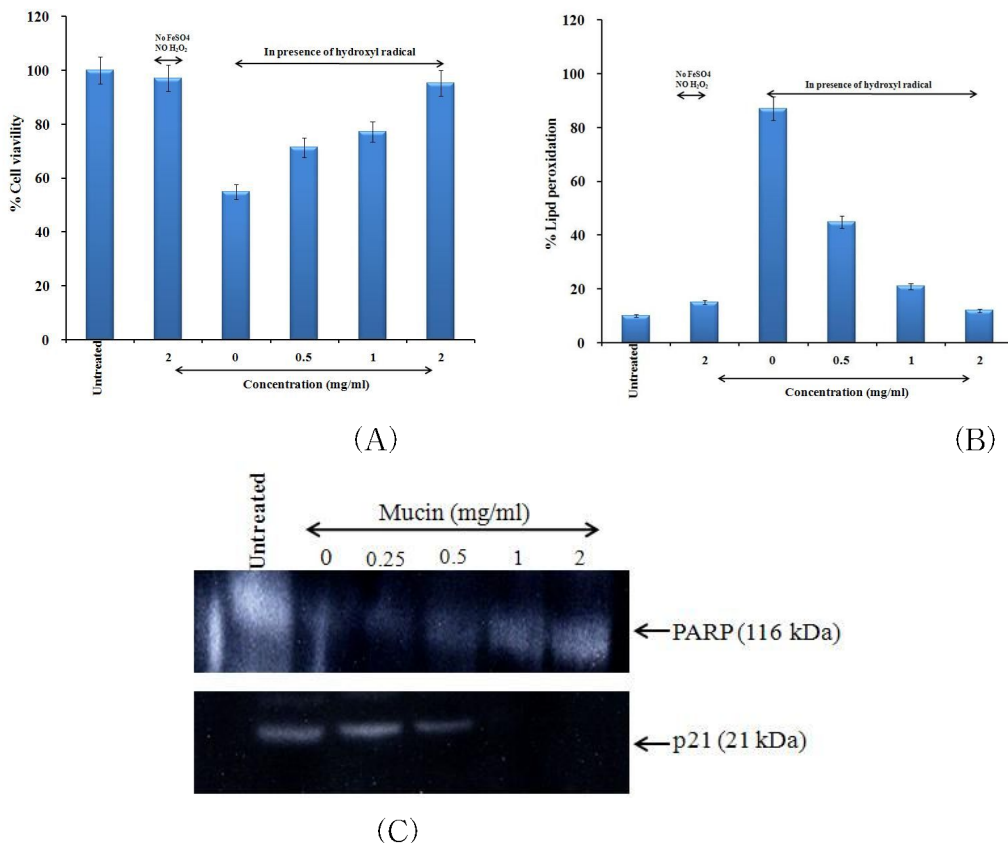 120
100
80
60
40
20
0
% Cell viavility
No FeSO4
NO H₂O₂
In presence of hydroxyl radical
Untreated
2
0
0.5
1
2
Concentration (mg/ml)
(A)
120
100
80
60
40
20
0
% Lipd peroxidation
No FeSO4
NO H₂O₂
In presence of hydroxyl radical
Untreated
2
0
0.5
1
2
Concentration (mg/ml)
(B)
Untreated
Mucin (mg/ml)
0 0.25 0.5 1 2
PARP (116 kDa)
p21 (21 kDa)
(C)